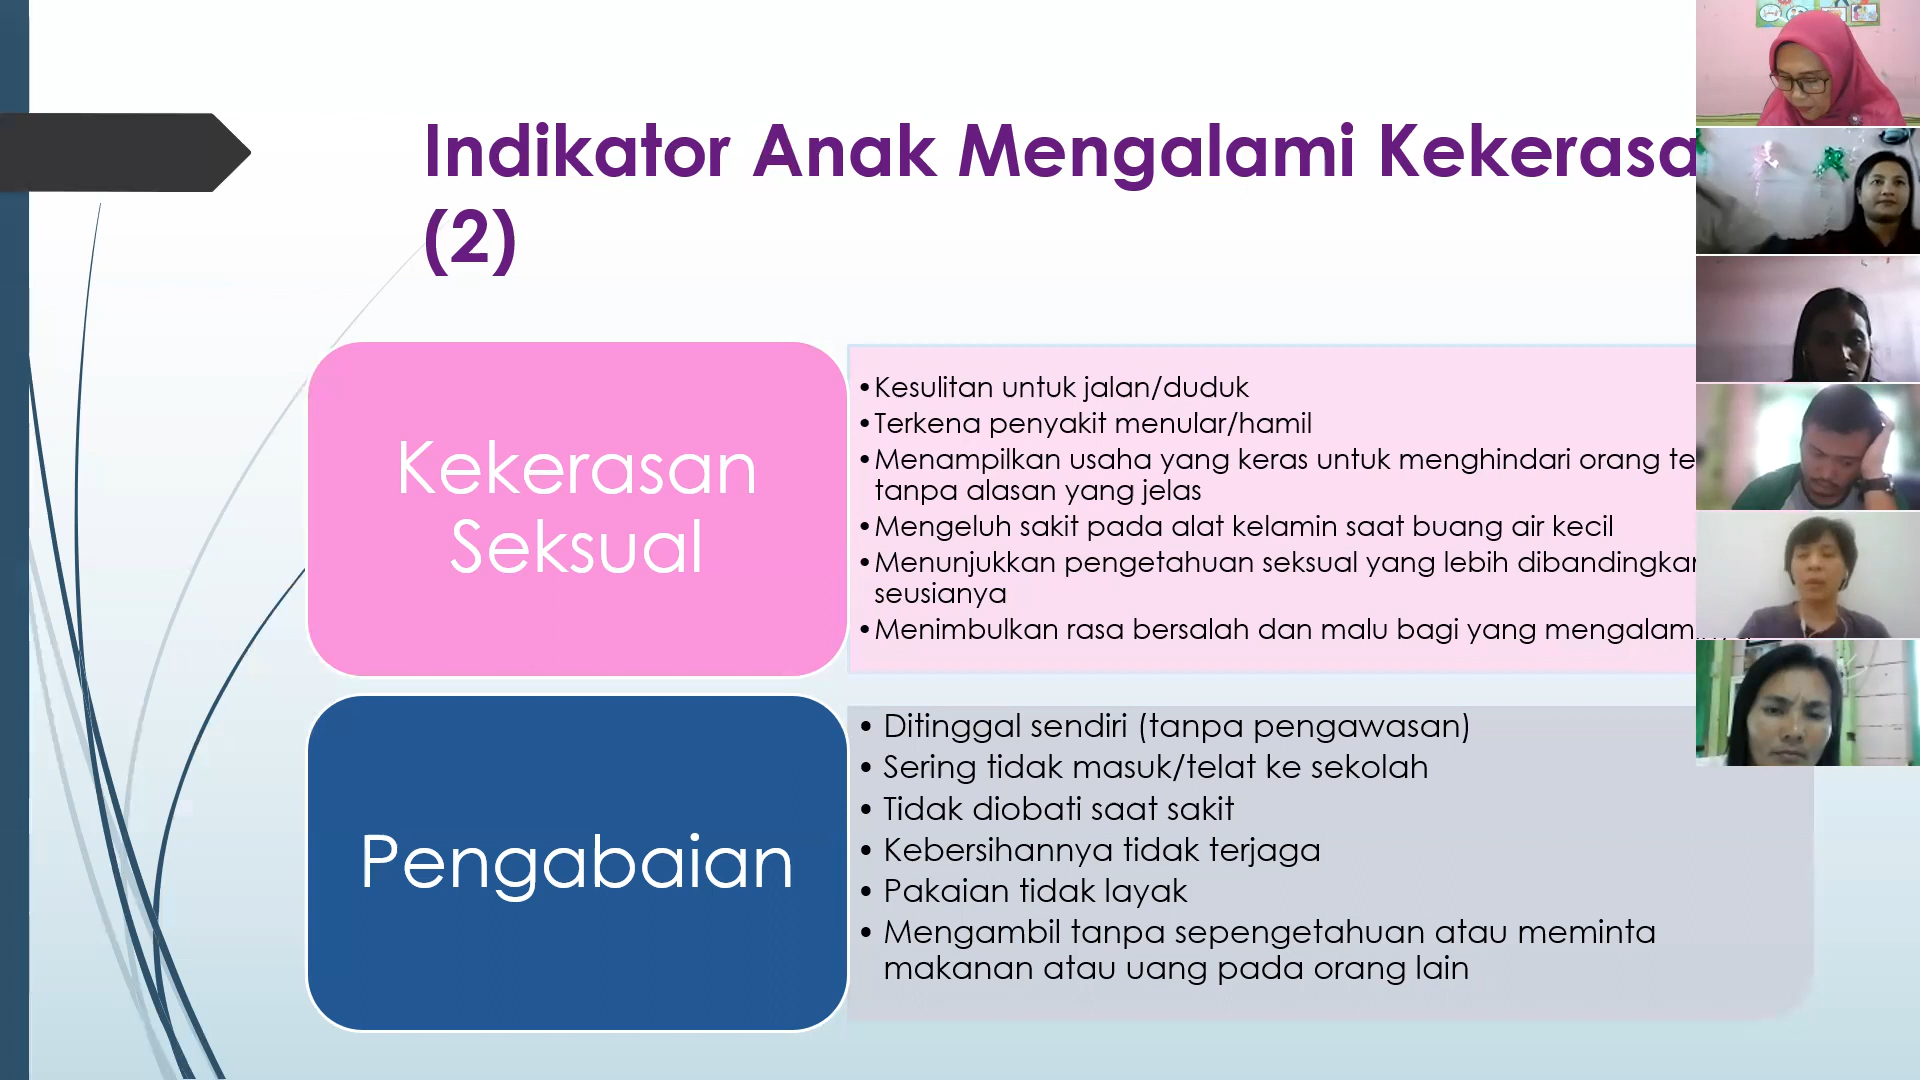 Indikator Anak Mengalami Kekerasa
(2)
Kekerasan
Seksual
•Kesulitan untuk jalan/duduk
•Terkena penyakit menular/hamil
•Menampilkan usaha yang keras untuk menghindari orang te
tanpa alasan yang jelas
•Mengeluh sakit pada alat kelamin saat buang air kecil
•Menunjukkan pengetahuan seksual yang lebih dibandingkan
seusianya
•Menimbulkan rasa bersalah dan malu bagi yang
Pengabaian
• Ditinggal sendiri (tanpa pengawasan)
• Sering tidak masuk/telat ke sekolah
• Tidak diobati saat sakit
• Kebersihannya tidak terjaga
• Pakaian tidak layak
• Mengambil tanpa sepengetahuan atau meminta
makanan atau uang pada orang lain